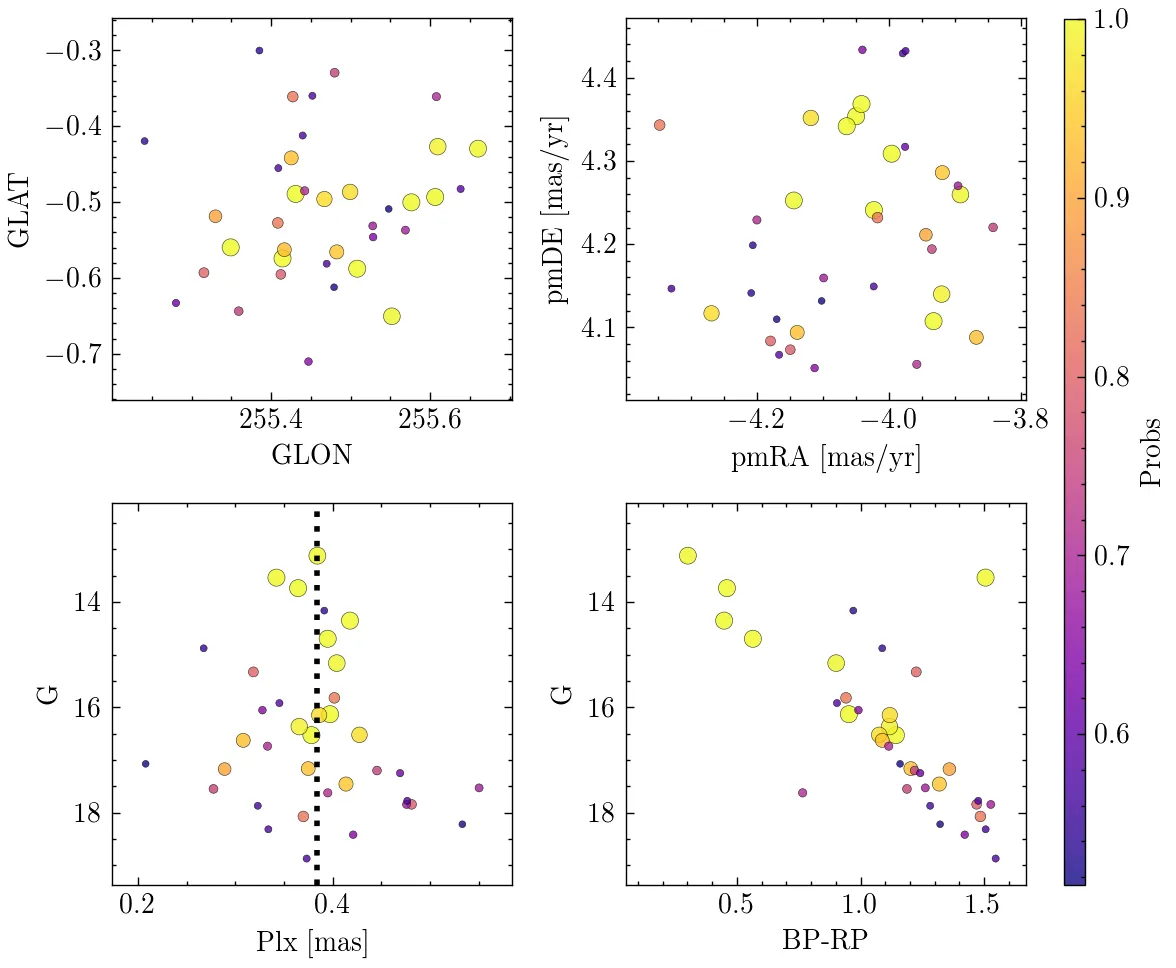 −0.3
−0.4
−0.5
−0.6
−0.7
GLAT
255.4 255.6
GLON
4.4
4.3
4.2
4.1
pmDE [mas/yr]
−4.2 −4.0 −3.8
pmRA [mas/yr]
14
16
18
G
0.2 0.4
Plx [mas]
14
16
18
G
0.5 1.0 1.5
BP-RP
1.0
0.9
0.8
0.7
0.6
Probs